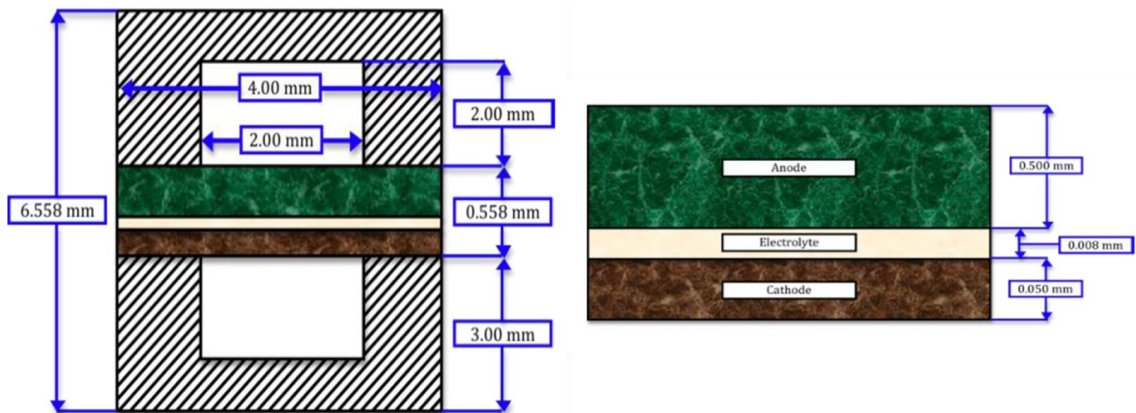 4.00 mm
2.00 mm
2.00 mm
6.558 mm
0.558 mm
3.00 mm
Anode
0.500 mm
Electrolyte
0.008 mm
Cathode
0.050 mm